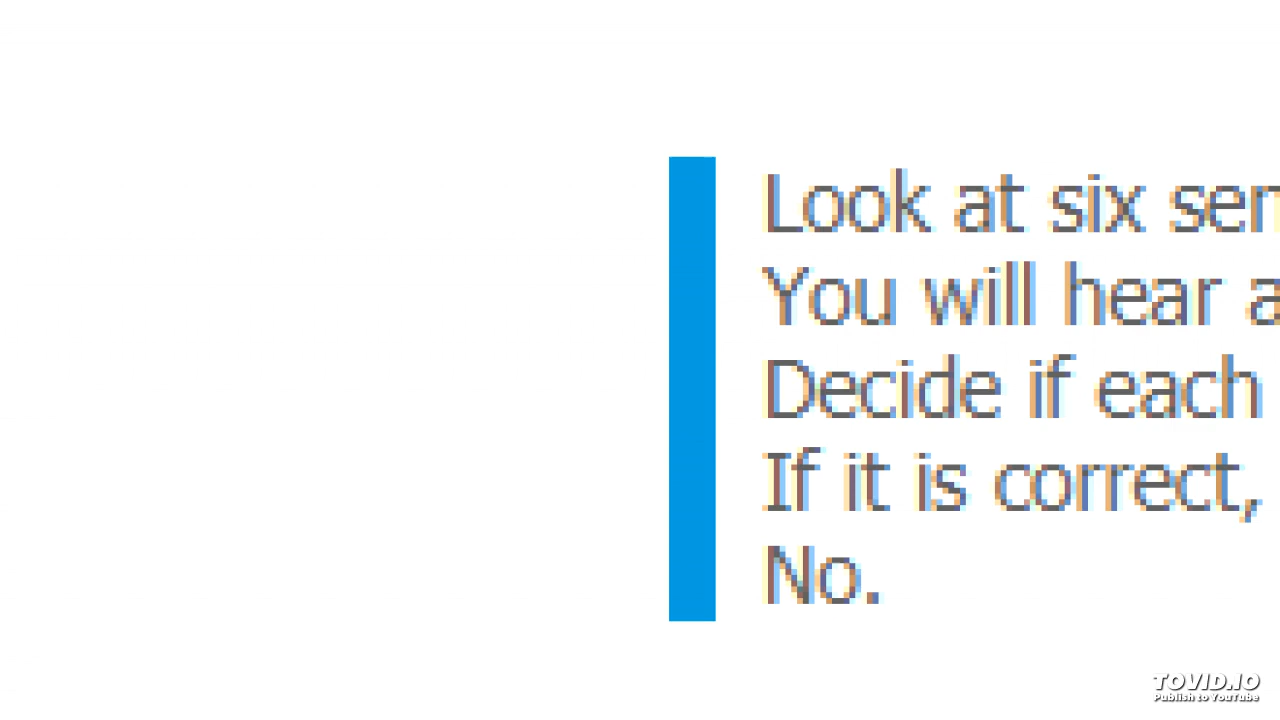 Look at six sen
You will hear a
Decide if each
If it is correct,
No.
TOVID.IO
Publish to YouTube